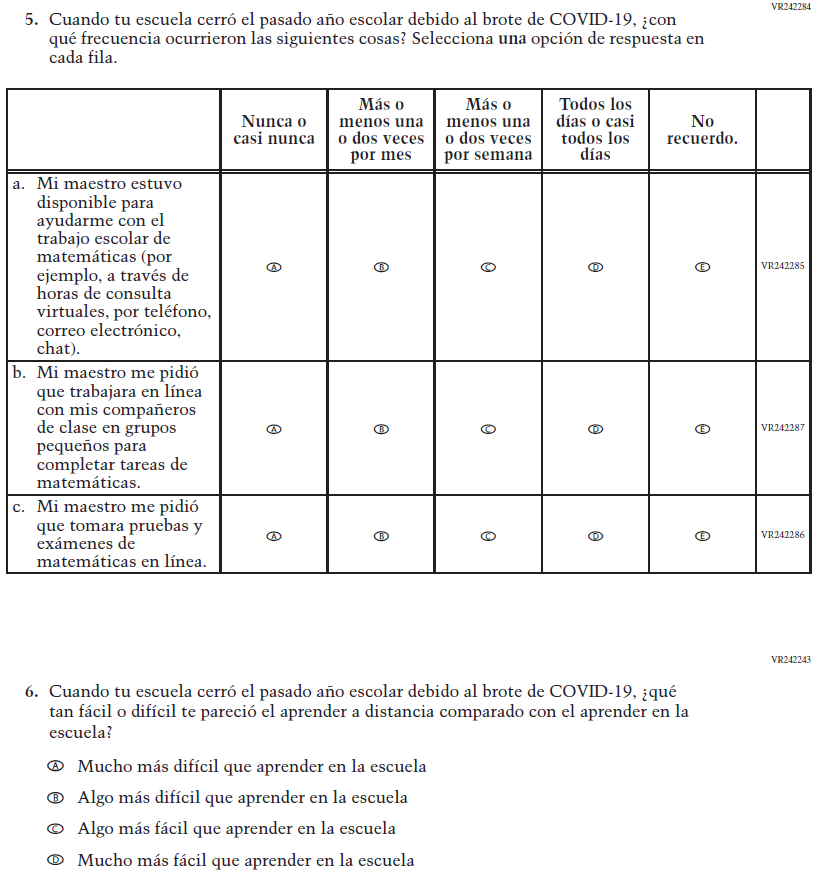 VR242284
5. Cuando tu escuela cerró el pasado año escolar debido al brote de COVID-19, ¿con
qué frecuencia ocurrieron las siguientes cosas? Selecciona una opción de respuesta en
cada fila.
Nunca o
casi nunca
Más o
menos una
o dos veces
por mes
Más o
menos una
o dos veces
por semana
Todos los
días o casi
todos los
días
No
recuerdo.
a. Mi maestro estuvo
disponible para
ayudarme con el
trabajo escolar de
matemáticas (por
ejemplo, a través de
horas de consulta
virtuales, por teléfono,
correo electrónico,
chat).
A B C D E VR242285
b. Mi maestro me pidió
que trabajara en línea
con mis compañeros
de clase en grupos
pequeños para
completar tareas de
matemáticas.
A B C D E VR242287
c. Mi maestro me pidió
que tomara pruebas y
exámenes de
matemáticas en línea.
A B C D E VR242286
VR242243
6. Cuando tu escuela cerró el pasado año escolar debido al brote de COVID-19, ¿qué
tan fácil o difícil te pareció el aprender a distancia comparado con el aprender en la
escuela?
A Mucho más difícil que aprender en la escuela
B Algo más difícil que aprender en la escuela
C Algo más fácil que aprender en la escuela
D Mucho más fácil que aprender en la escuela